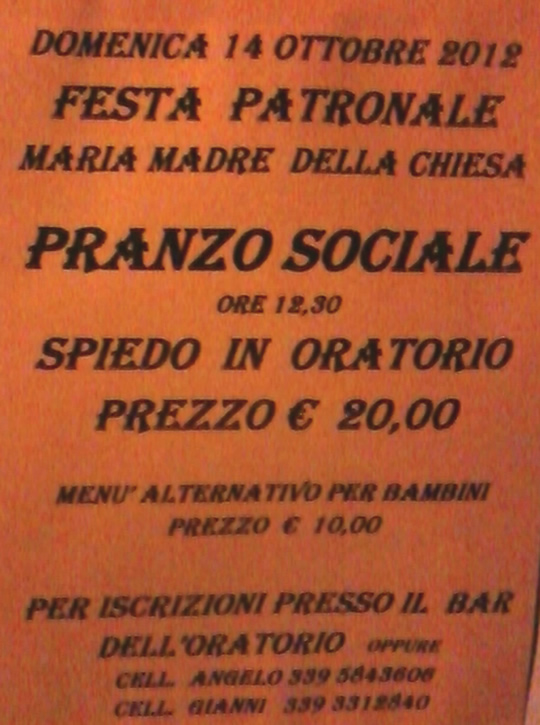 DOMENICA 14 OTTOBRE 2012
FESTA PATRONALE
MARIA MADRE DELLA CHIESA
PRANZO SOCIALE
ORE 12,30
SPIEDO IN ORATORIO
PREZZO € 20,00
MENU' ALTERNATIVO PER BAMBINI
PREZZO € 10,00
PER ISCRIZIONI PRESSO IL BAR
DELL'ORATORIO OPPURE
CELL. ANGELO 339 5843606
CELL. GIANNI 339 3312840